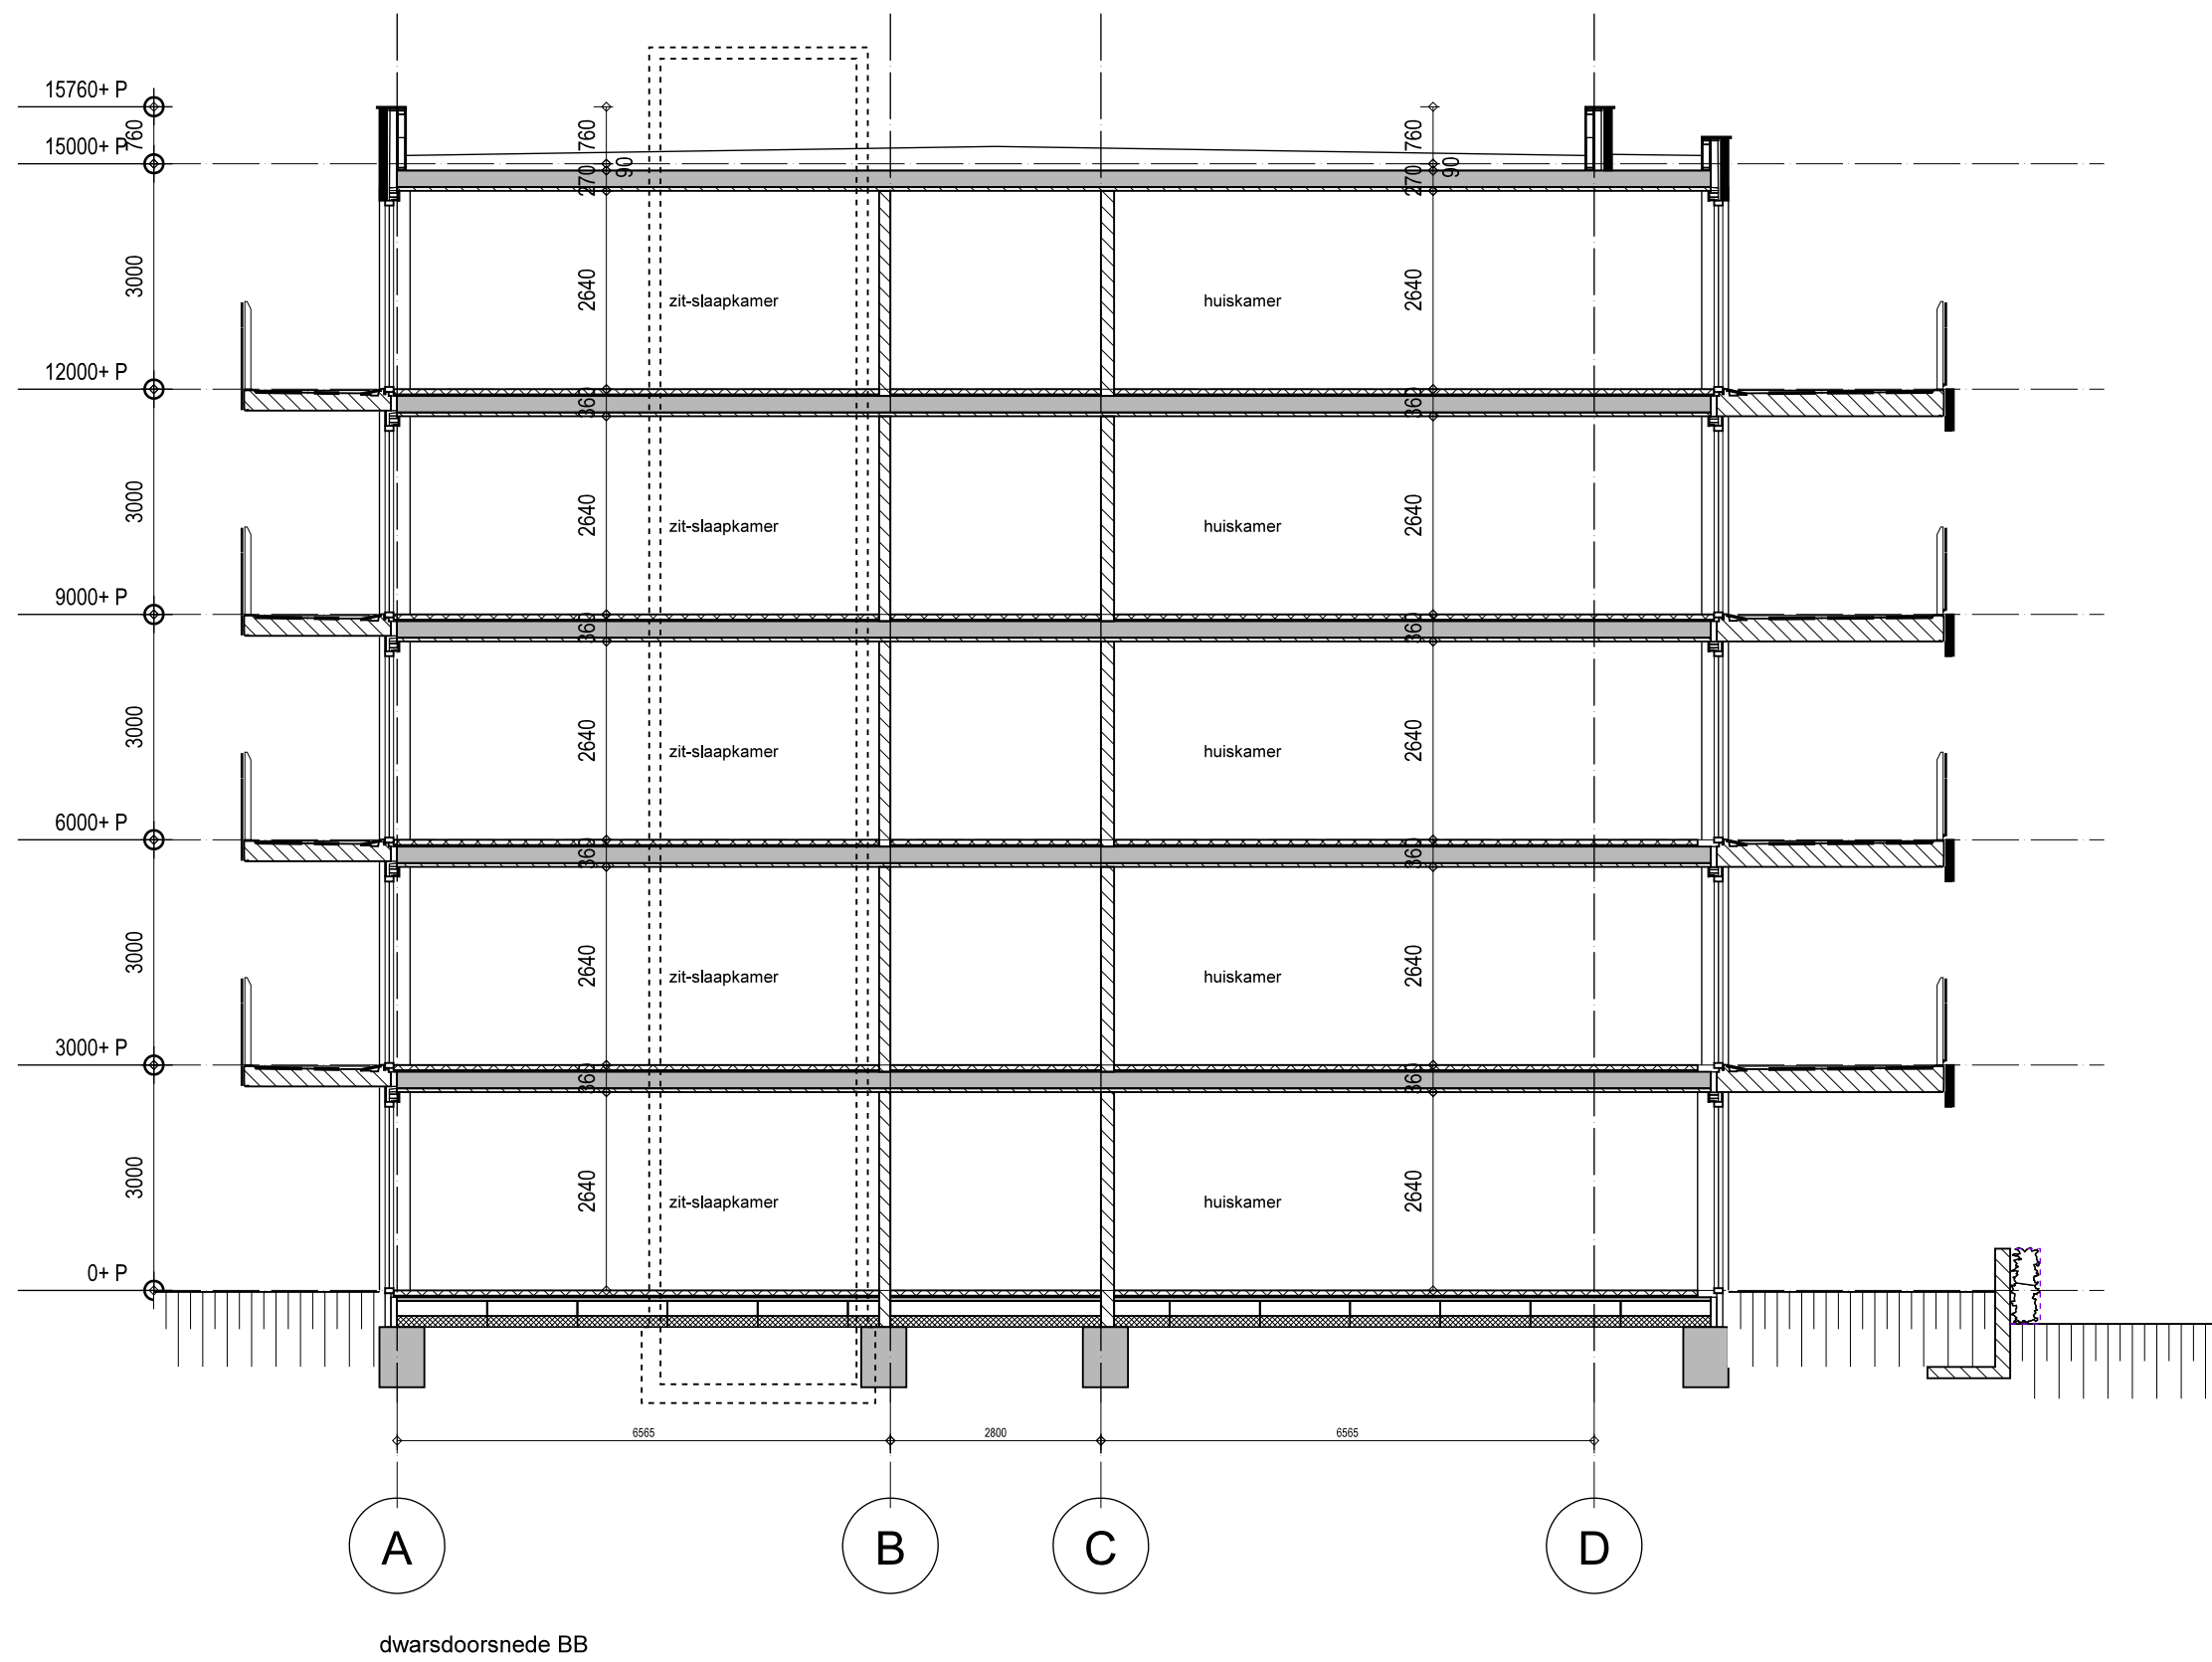 15760+ P
760
760
760
15000+ P
90
90
270
270
3000
2640
zit-slaapkamer
huiskamer
2640
12000+ P
360
360
3000
2640
zit-slaapkamer
huiskamer
2640
9000+ P
360
360
3000
2640
zit-slaapkamer
huiskamer
2640
6000+ P
360
360
3000
2640
zit-slaapkamer
huiskamer
2640
3000+ P
360
360
3000
2640
zit-slaapkamer
huiskamer
2640
0+ P
6565
2800
6565
A
B
C
D
dwarsdoorsnede BB